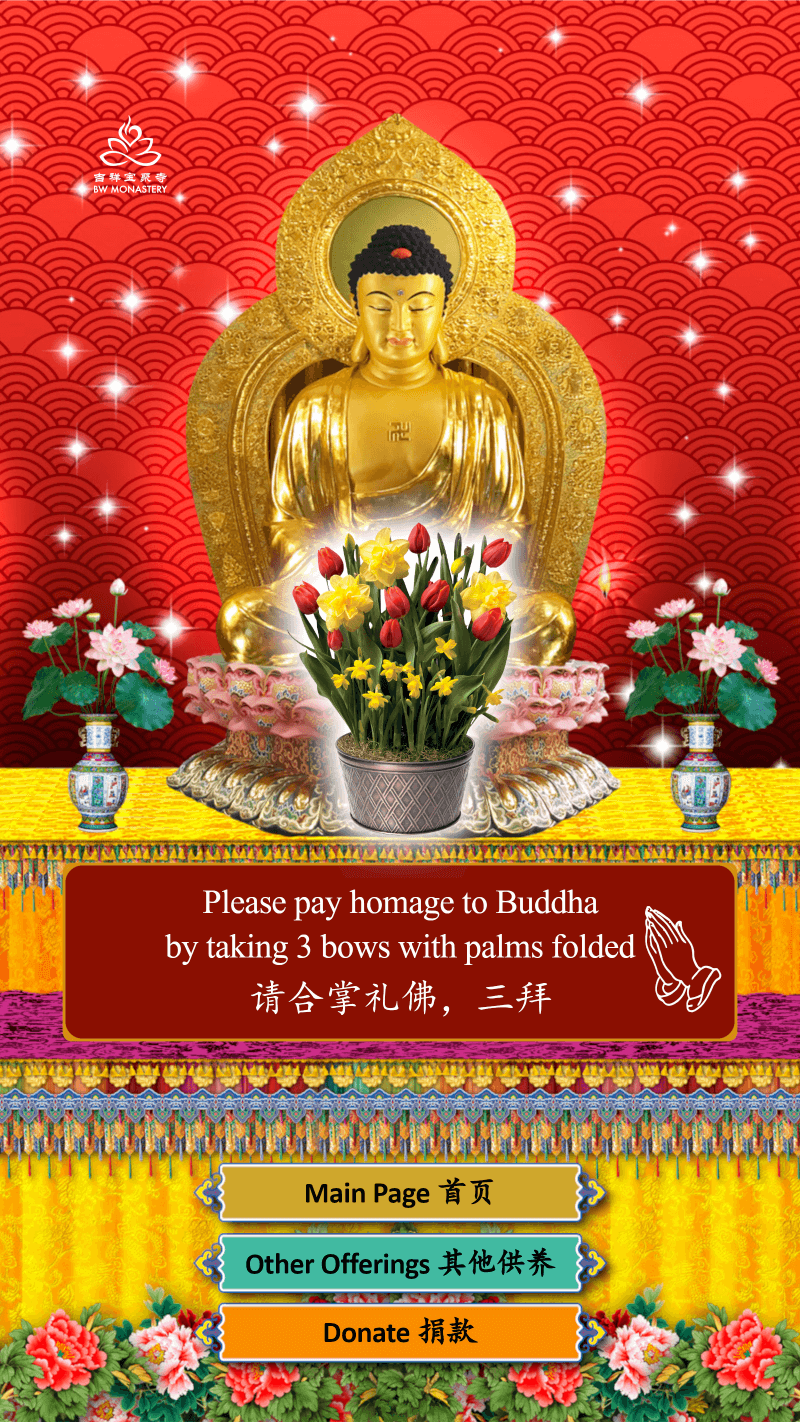 吉祥宝聚寺
BW MONASTERY
卍
Please pay homage to Buddha
by taking 3 bows with palms folded
请合掌礼佛，三拜
Main Page 首页
Other Offerings 其他供养
Donate 捐款